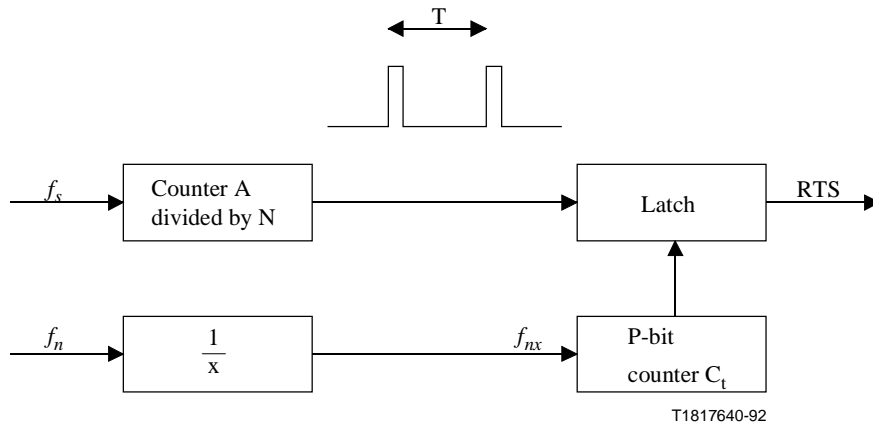 T
f_s
Counter A
divided by N
Latch
RTS
f_n
1
x
f_nx
P-bit
counter C_t
T1817640-92